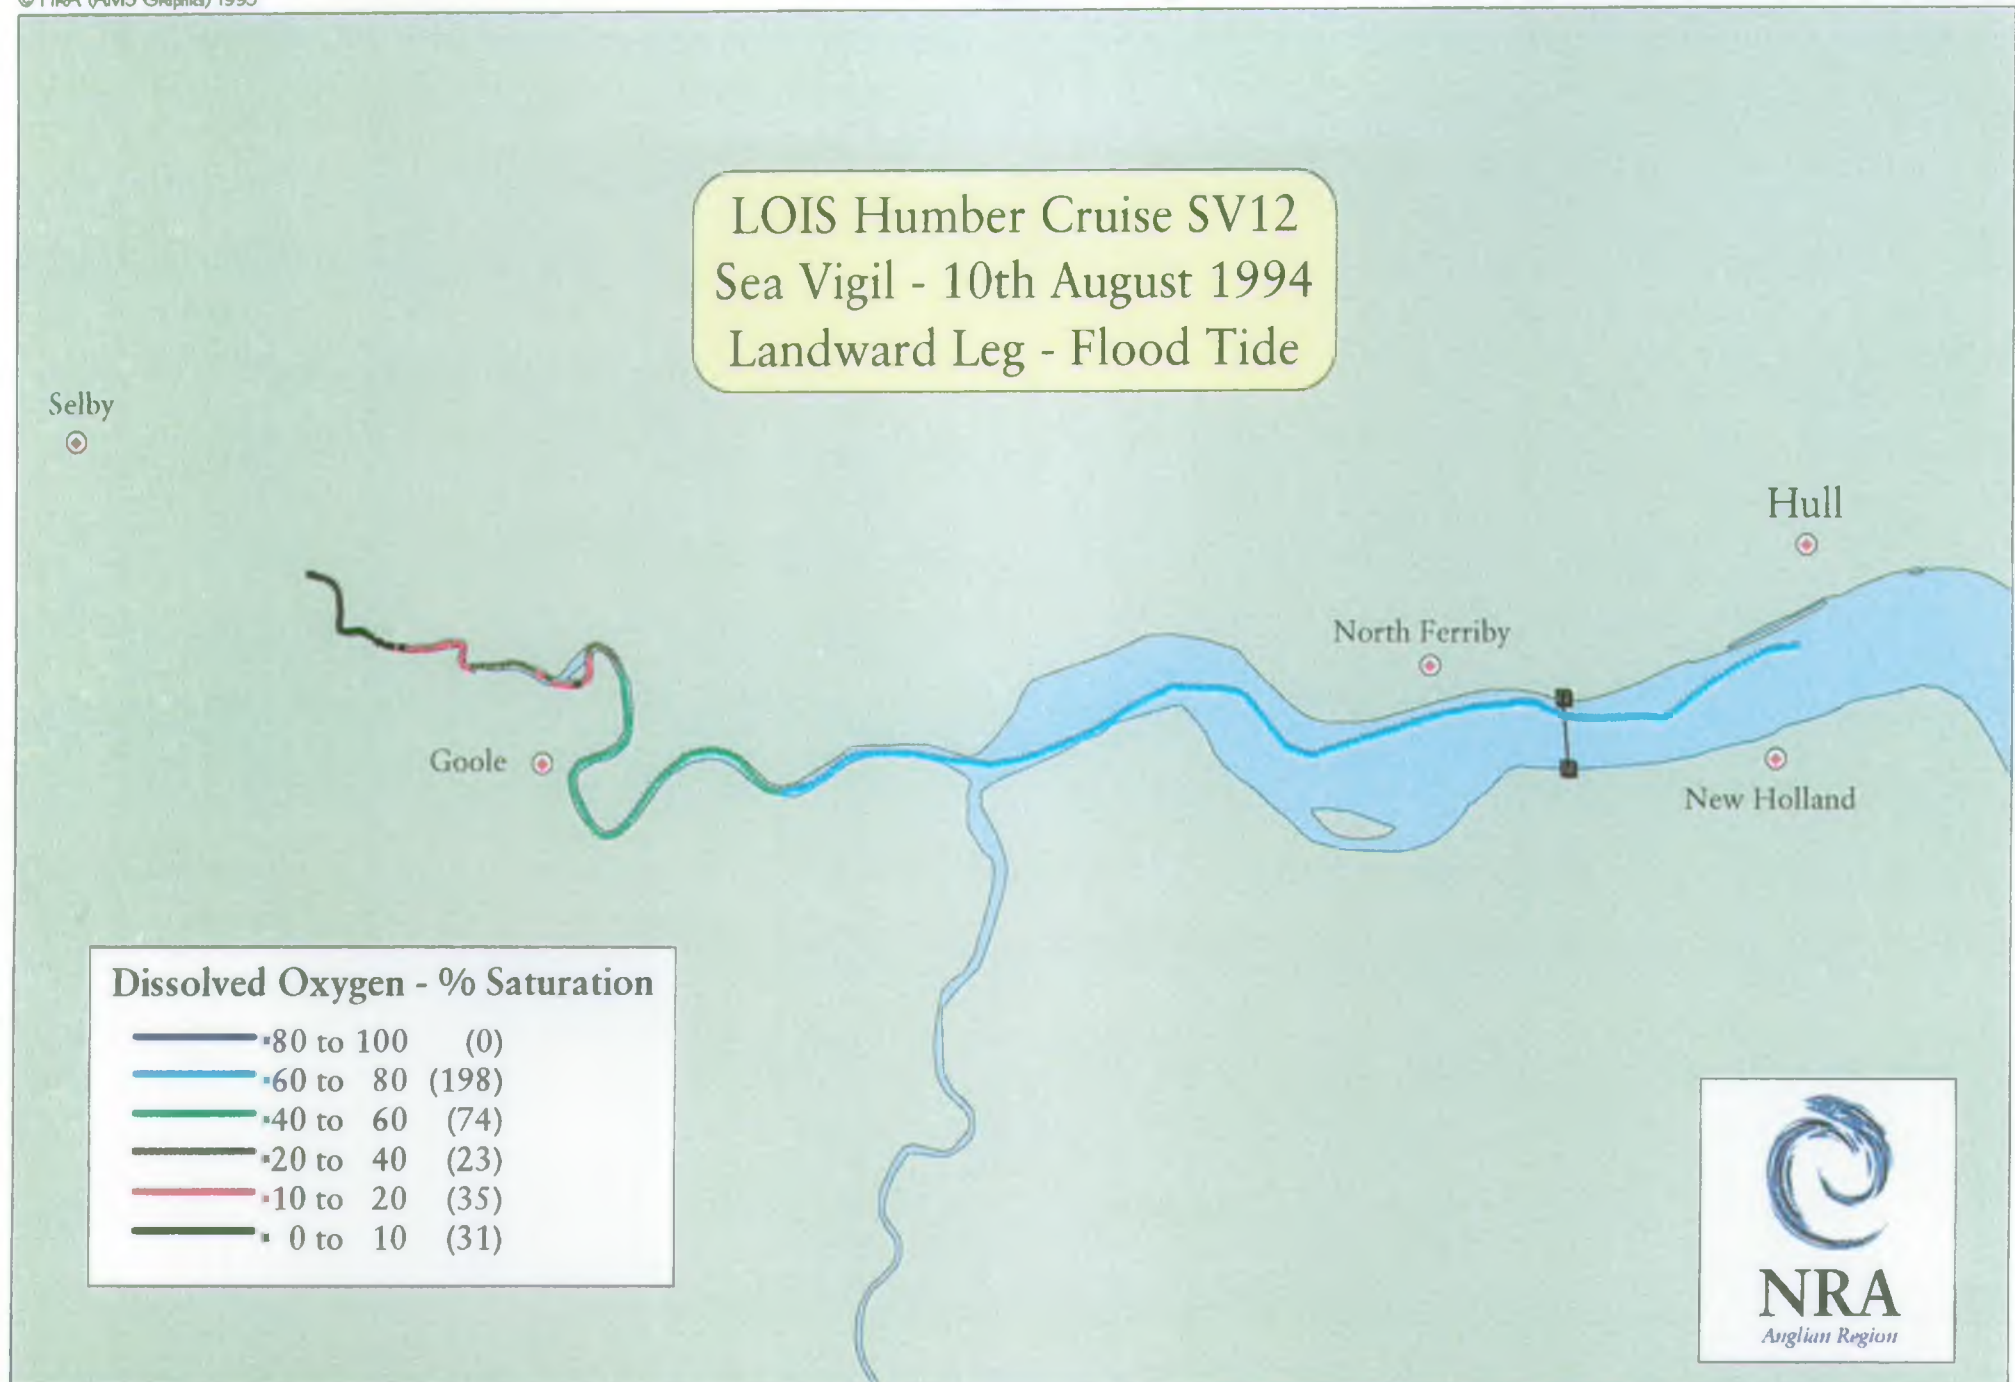 LOIS Humber Cruise SV12
Sea Vigil - 10th August 1994
Landward Leg - Flood Tide
Selby
Hull
North Ferriby
Goole
New Holland
Dissolved Oxygen - % Saturation
80 to 100 (0)
60 to 80 (198)
40 to 60 (74)
20 to 40 (23)
10 to 20 (35)
0 to 10 (31)
NRA
Anglian Region